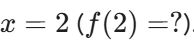 x = 2 (f(2) =?)